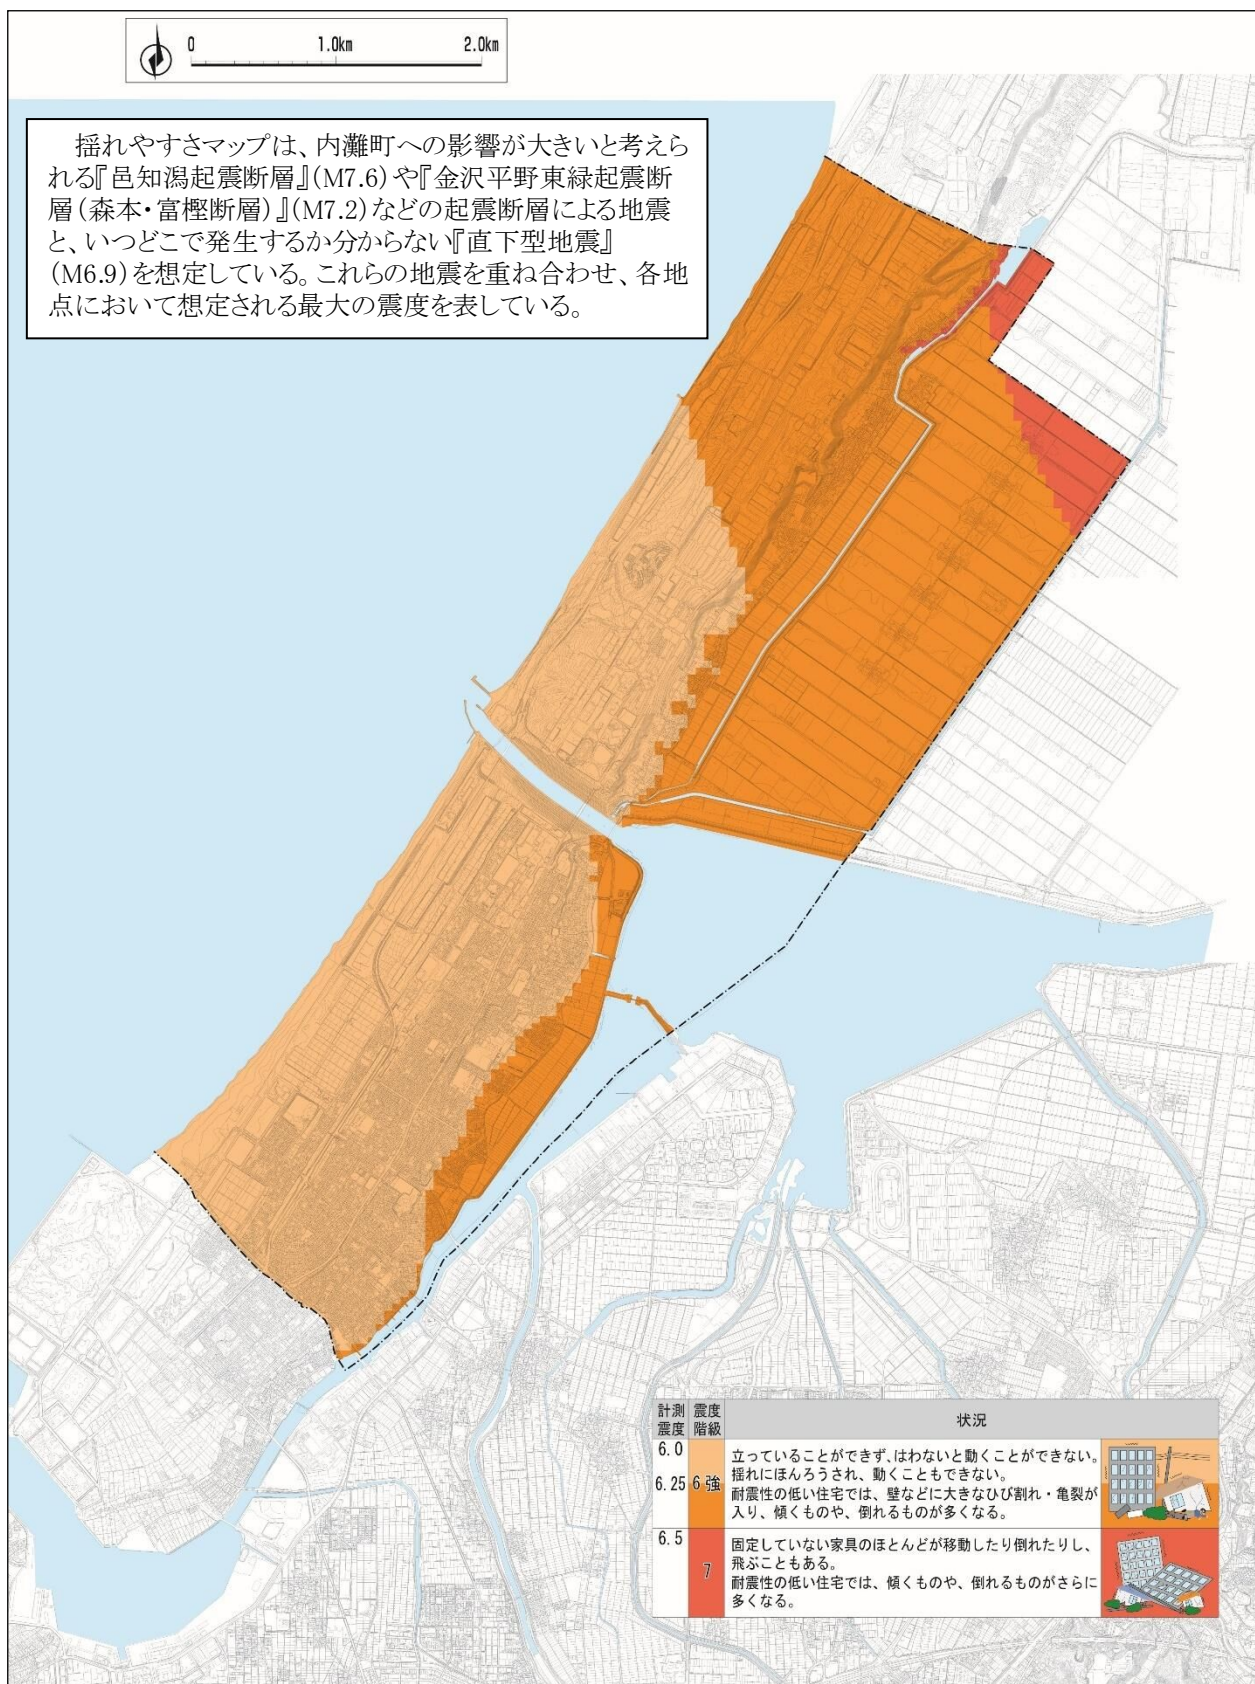 0 1.0km 2.0km
揺れやすさマップは、内灘町への影響が大きいと考えら
れる『邑知潟起震断層』(M7.6)や『金沢平野東縁起震断
層(森本・富樫断層)』(M7.2)などの起震断層による地震
と、いつどこで発生するか分からない『直下型地震』
(M6.9)を想定している。これらの地震を重ね合わせ、各地
点において想定される最大の震度を表している。
計測震度 震度階級 状況
6.0
6.25 6強
立っていることができず、はわないと動くことができない。
揺れにほんろうされ、動くこともできない。
耐震性の低い住宅では、壁などに大きなひび割れ・亀裂が
入り、傾くものや、倒れるものが多くなる。
6.5
7
固定していない家具のほとんどが移動したり倒れたりし、
飛ぶこともある。
耐震性の低い住宅では、傾くものや、倒れるものがさらに
多くなる。